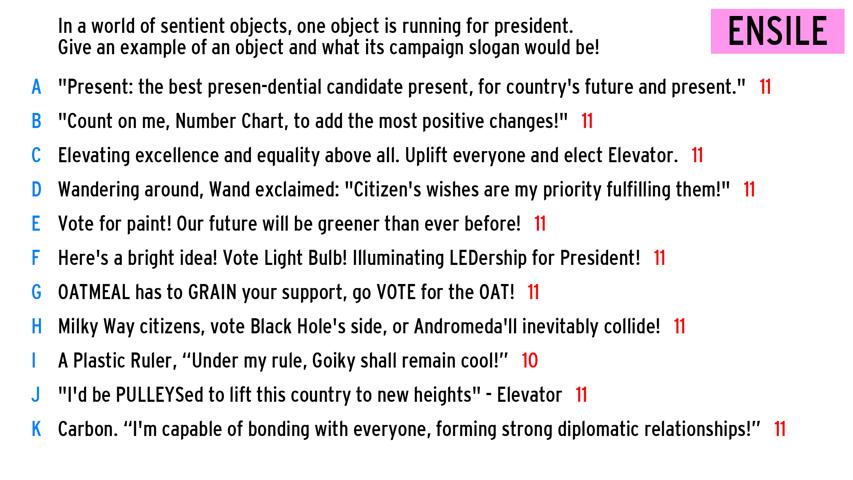 In a world of sentient objects, one object is running for president.
Give an example of an object and what its campaign slogan would be!
ENSILE
A "Present: the best presen-dential candidate present, for country's future and present." 11
B "Count on me, Number Chart, to add the most positive changes!" 11
C Elevating excellence and equality above all. Uplift everyone and elect Elevator. 11
D Wandering around, Wand exclaimed: "Citizen's wishes are my priority fulfilling them!" 11
E Vote for paint! Our future will be greener than ever before! 11
F Here's a bright idea! Vote Light Bulb! Illuminating LEDership for President! 11
G OATMEAL has to GRAIN your support, go VOTE for the OAT! 11
H Milky Way citizens, vote Black Hole's side, or Andromeda'll inevitably collide! 11
I A Plastic Ruler, “Under my rule, Goiky shall remain cool!” 10
J "I'd be PULLEYSed to lift this country to new heights" - Elevator 11
K Carbon. “I'm capable of bonding with everyone, forming strong diplomatic relationships!” 11